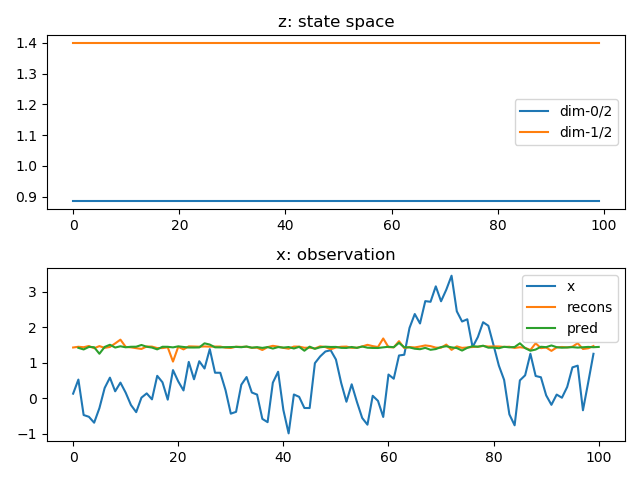 z: state space
1.4
1.3
1.2
1.1
1.0
0.9
dim-0/2
dim-1/2
0 20 40 60 80 100
x: observation
3
2
1
0
−1
x
recons
pred
0 20 40 60 80 100